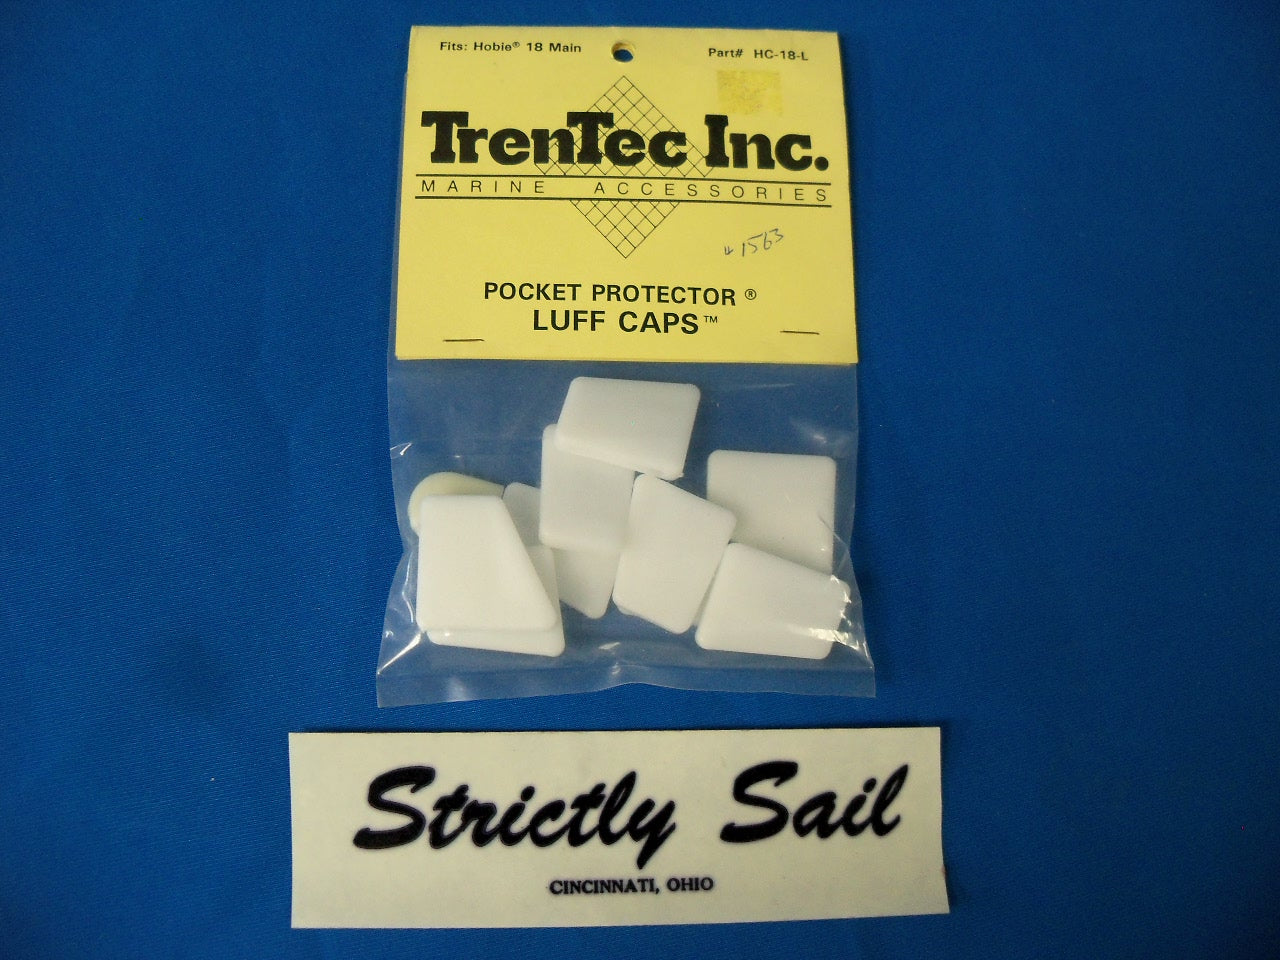 Fits: Hobie® 18 Main
Part# HC-18-L
TrenTec Inc.
MARINE ACCESSORIES
#1563
POCKET PROTECTOR®
LUFF CAPS™
Strictly Sail
CINCINNATI, OHIO